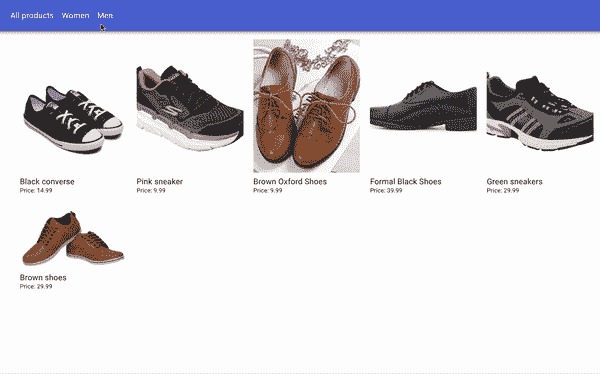 All products Women Men
Black converse
Price: 14.99
Pink sneaker
Price: 9.99
Brown Oxford Shoes
Price: 9.99
Formal Black Shoes
Price: 39.99
Green sneakers
Price: 29.99
Brown shoes
Price: 29.99